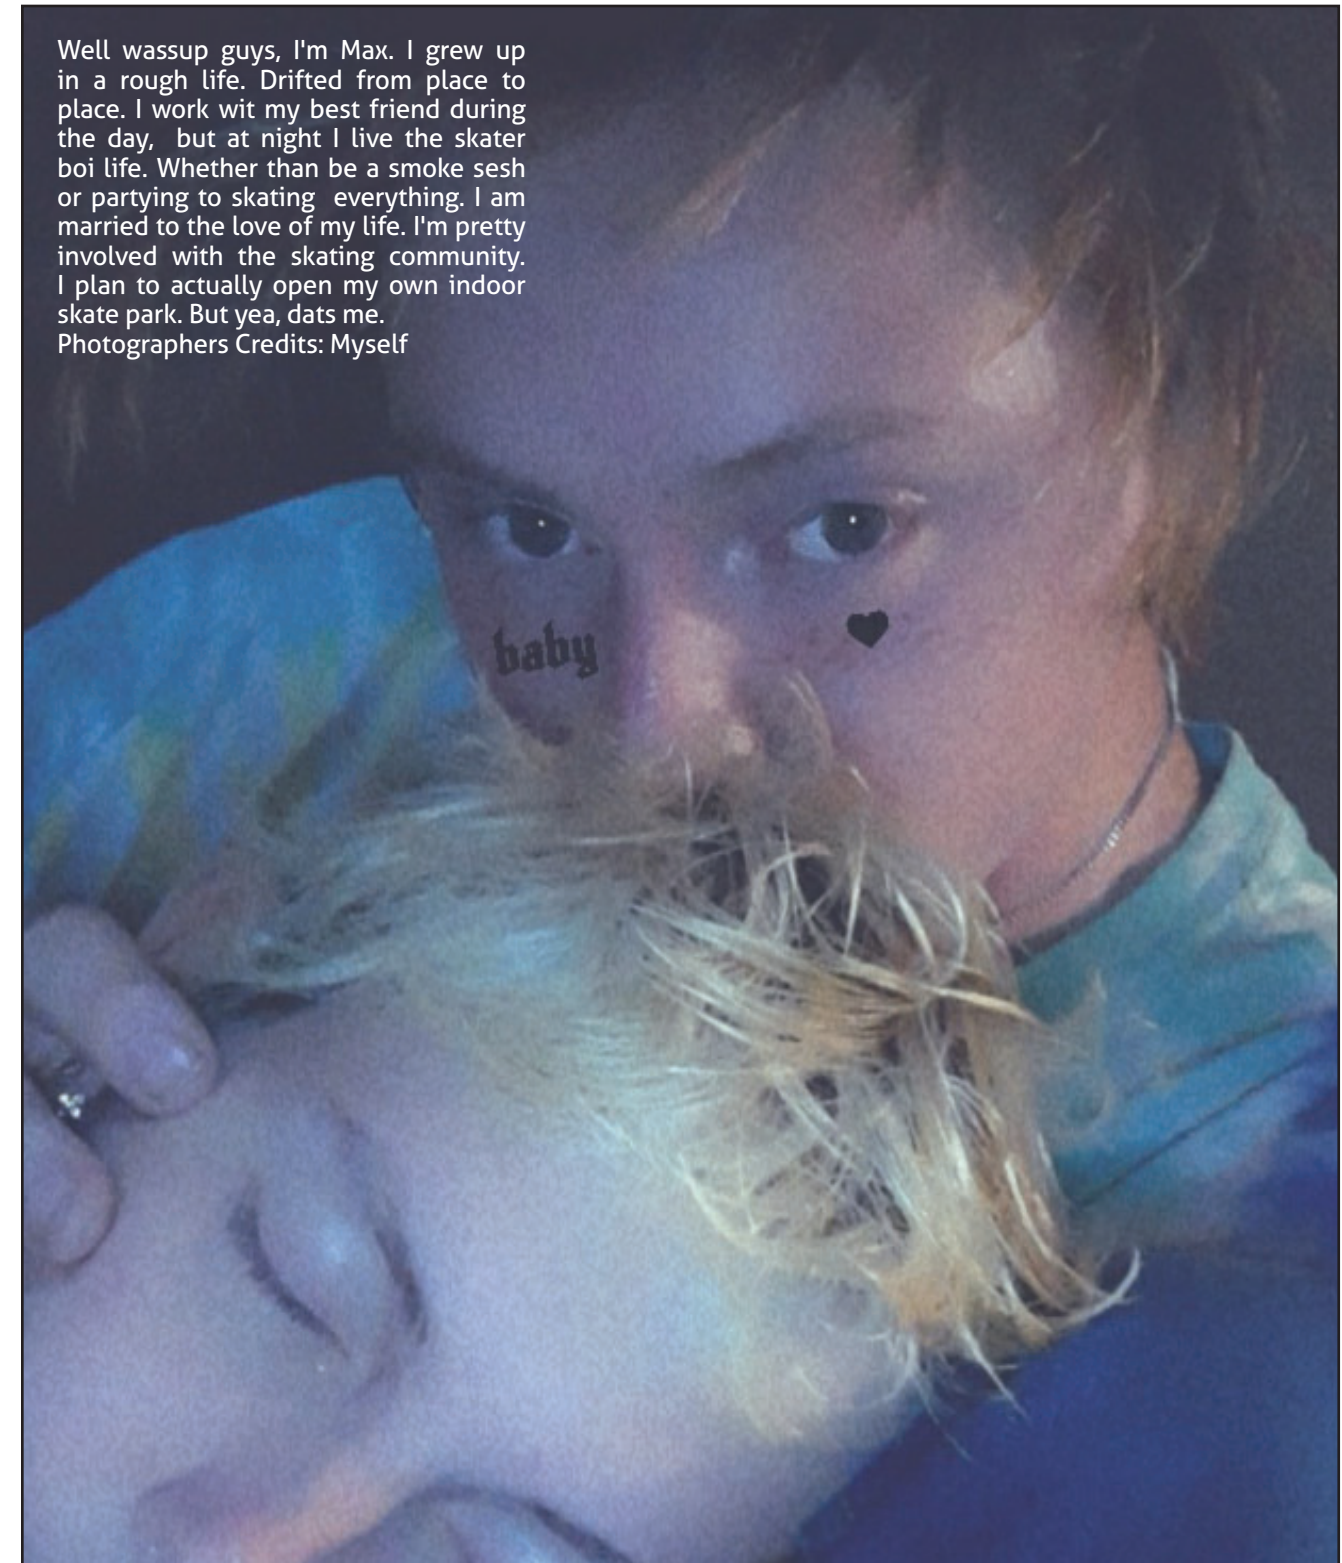 Well wassup guys, I'm Max. I grew up
in a rough life. Drifted from place to
place. I work wit my best friend during
the day,  but at night I live the skater
boi life. Whether than be a smoke sesh
or partying to skating  everything. I am
married to the love of my life. I'm pretty
involved with the skating community.
I plan to actually open my own indoor
skate park. But yea, dats me.
Photographers Credits: Myself
baby